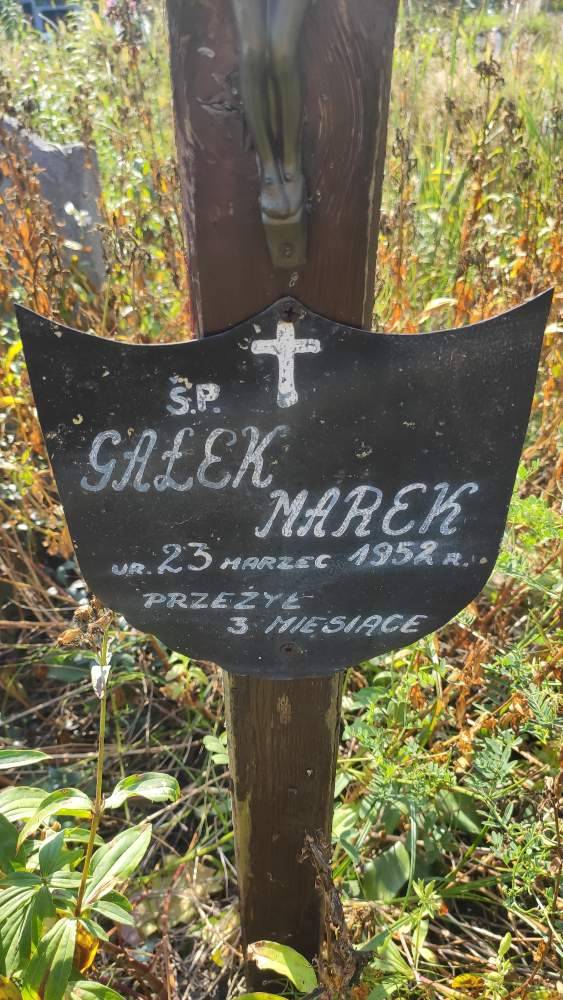 Ś.P.
GAŁEK
MAREK
UR. 23 MARZEC 1952 R.
PRZEŻYŁ
3 MIESIĄCE